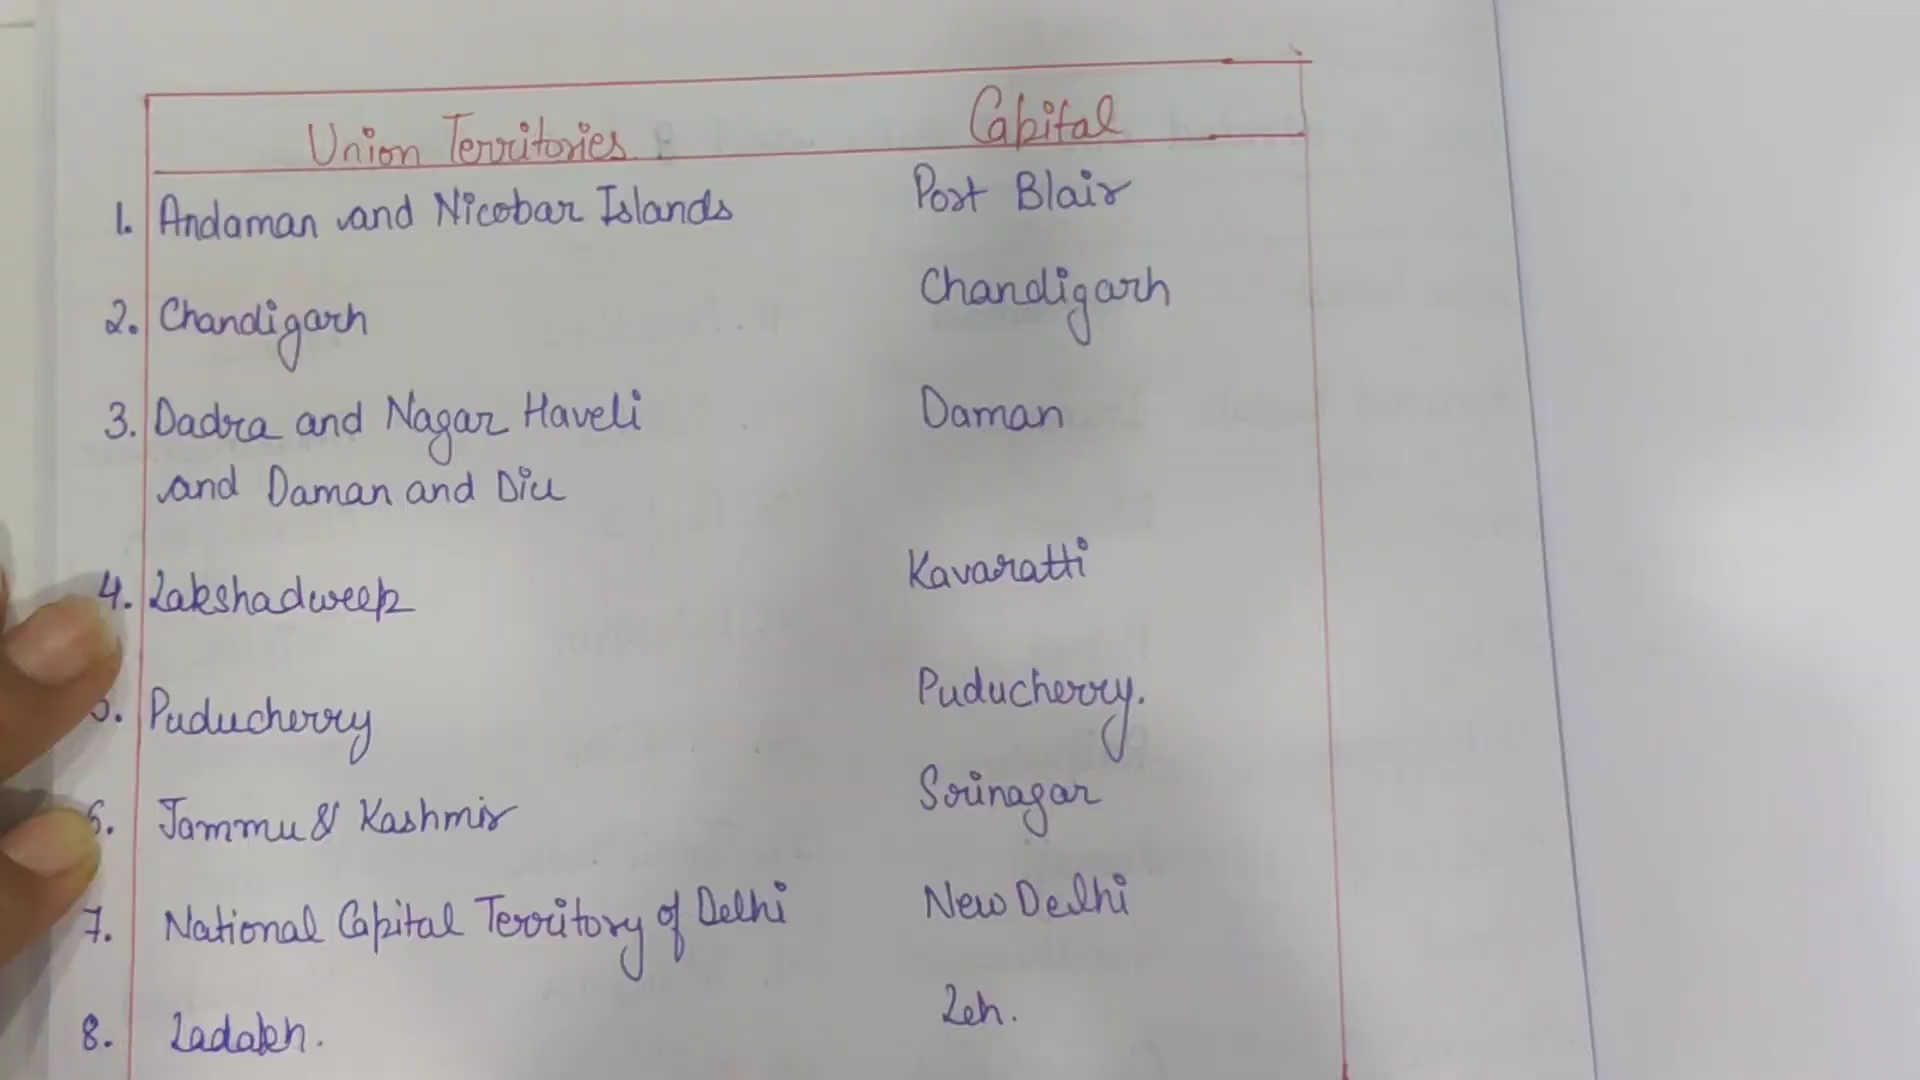 Union Territories Capital
1. Andaman and Nicobar Islands Port Blair
2. Chandigarh Chandigarh
3. Dadra and Nagar Haveli Daman
and Daman and Diu
4. Lakshadweep Kavaratti
5. Puducherry Puducherry.
6. Jammu & Kashmir Srinagar
7. National Capital Territory of Delhi New Delhi
8. Ladakh. Leh.